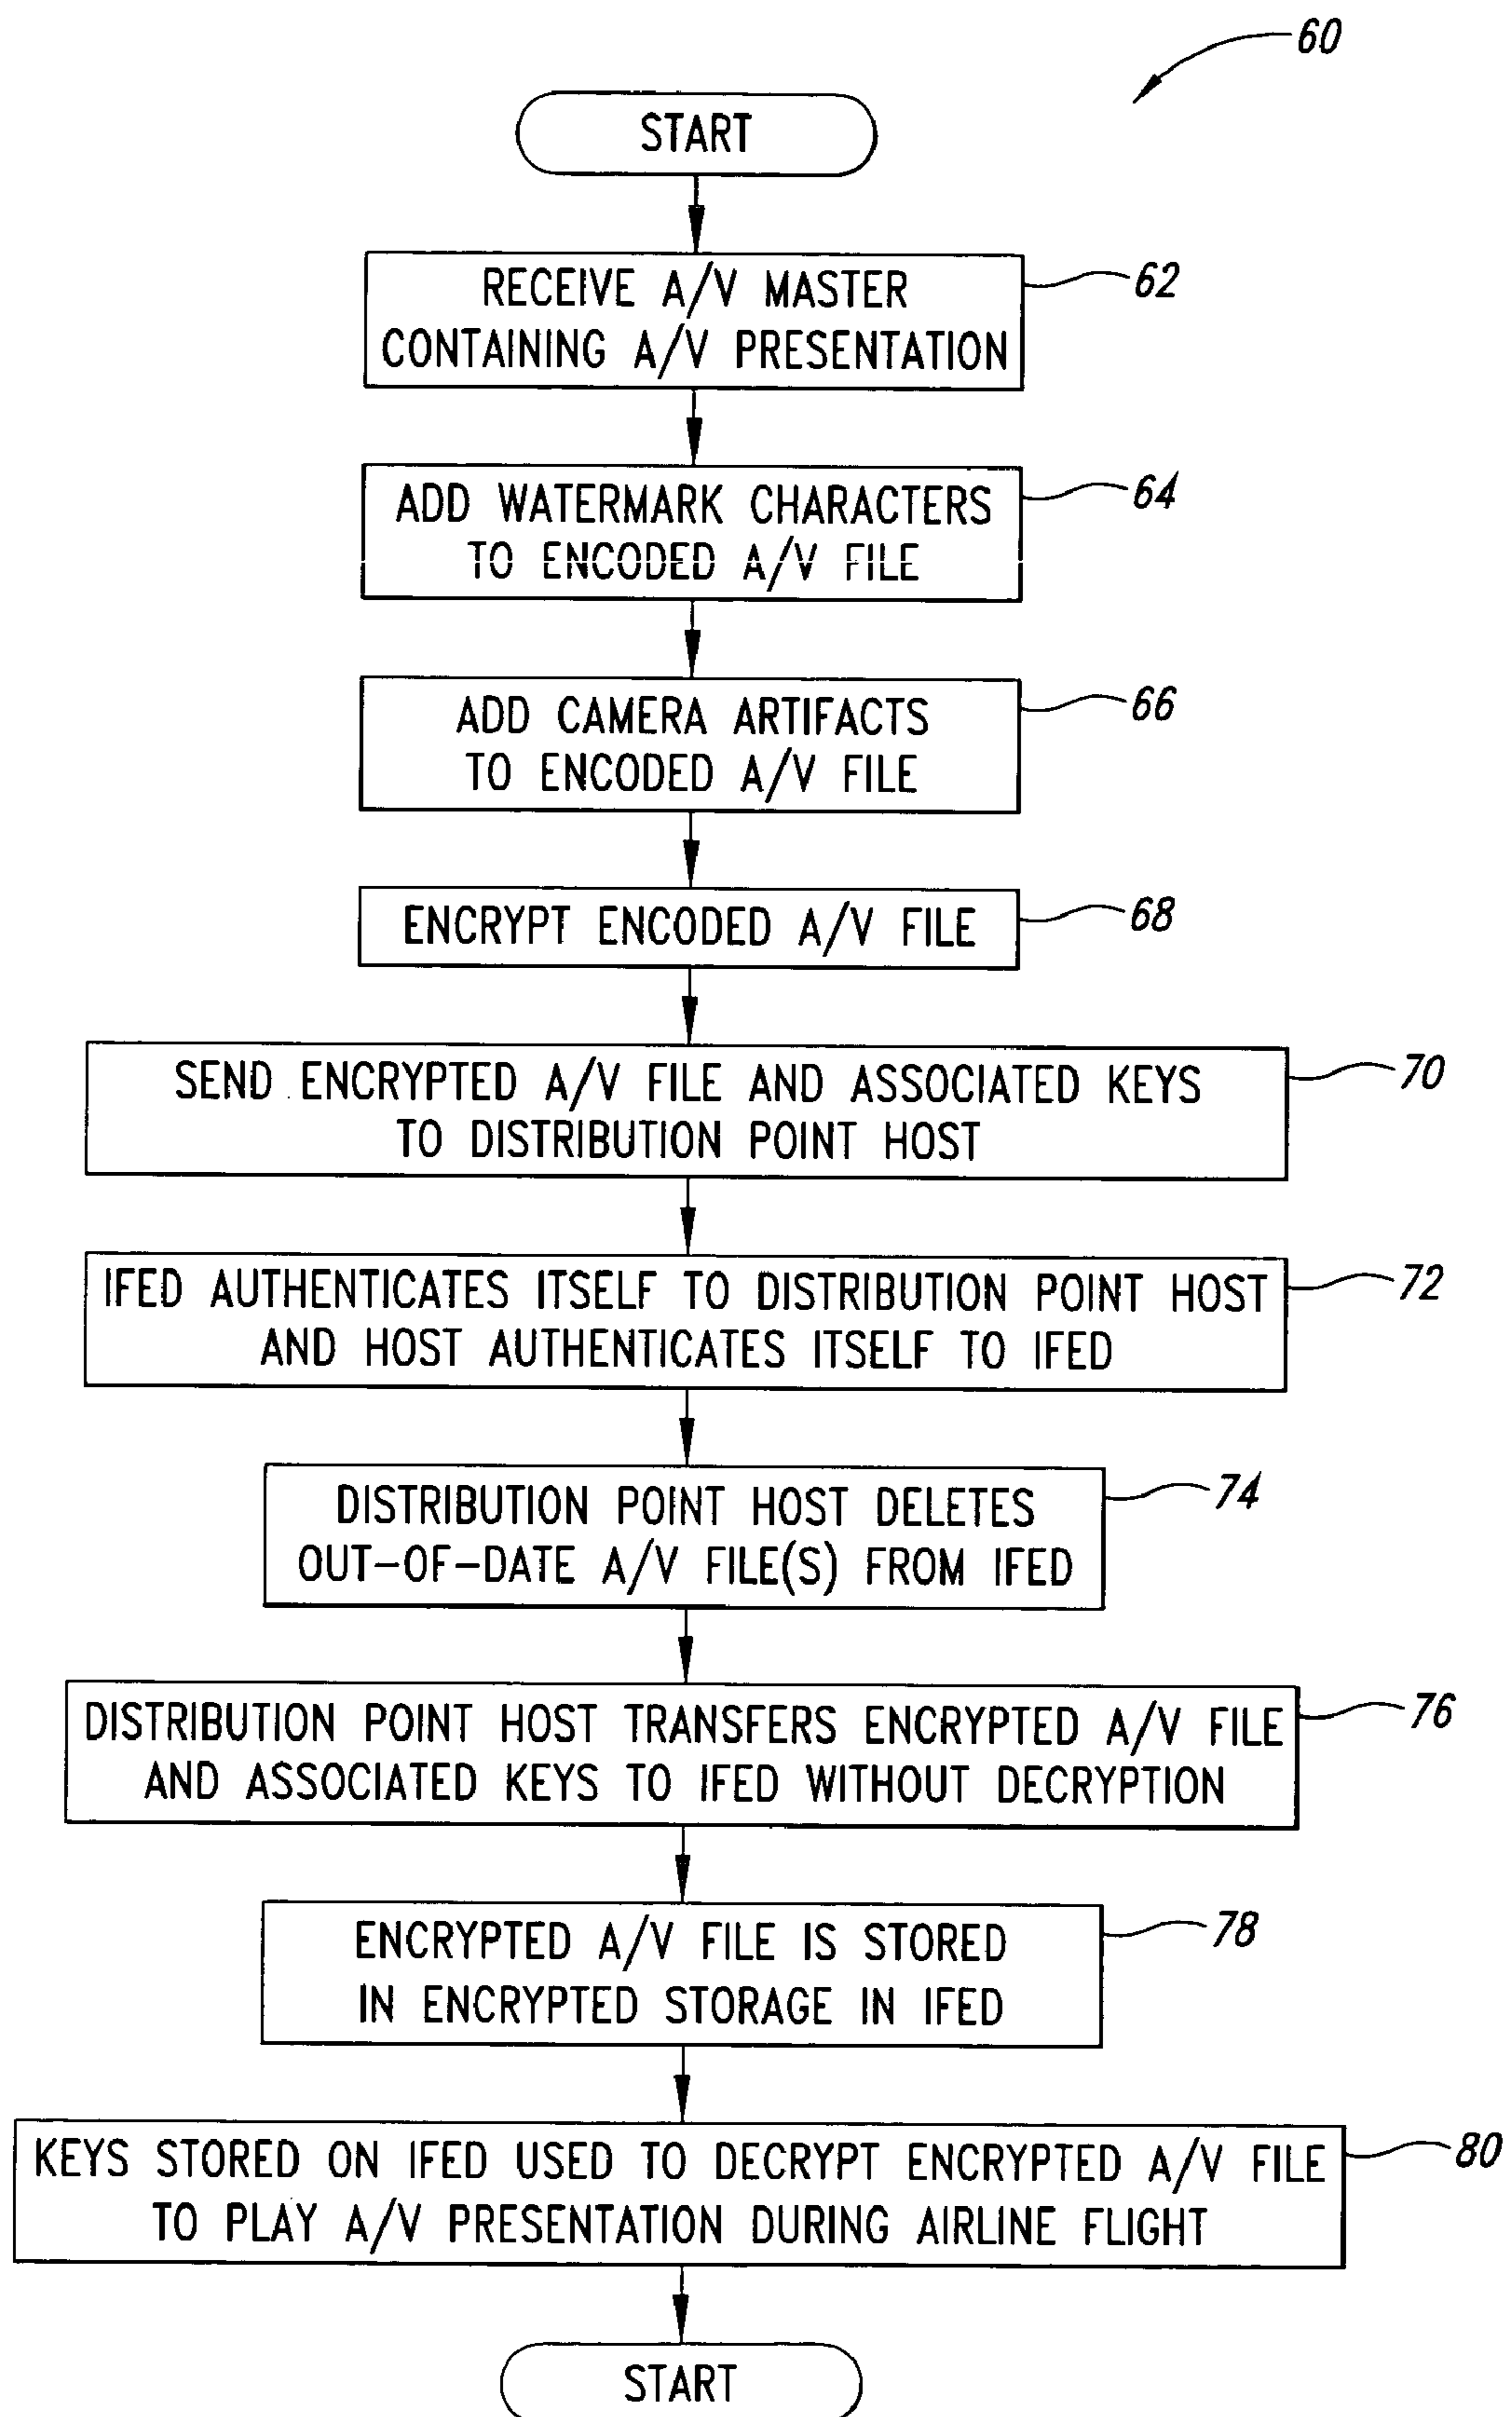 60
START
RECEIVE A/V MASTER
CONTAINING A/V PRESENTATION
62
ADD WATERMARK CHARACTERS
TO ENCODED A/V FILE
64
ADD CAMERA ARTIFACTS
TO ENCODED A/V FILE
66
ENCRYPT ENCODED A/V FILE
68
SEND ENCRYPTED A/V FILE AND ASSOCIATED KEYS
TO DISTRIBUTION POINT HOST
70
IFED AUTHENTICATES ITSELF TO DISTRIBUTION POINT HOST
AND HOST AUTHENTICATES ITSELF TO IFED
72
DISTRIBUTION POINT HOST DELETES
OUT-OF-DATE A/V FILE(S) FROM IFED
74
DISTRIBUTION POINT HOST TRANSFERS ENCRYPTED A/V FILE
AND ASSOCIATED KEYS TO IFED WITHOUT DECRYPTION
76
ENCRYPTED A/V FILE IS STORED
IN ENCRYPTED STORAGE IN IFED
78
KEYS STORED ON IFED USED TO DECRYPT ENCRYPTED A/V FILE
TO PLAY A/V PRESENTATION DURING AIRLINE FLIGHT
80
START